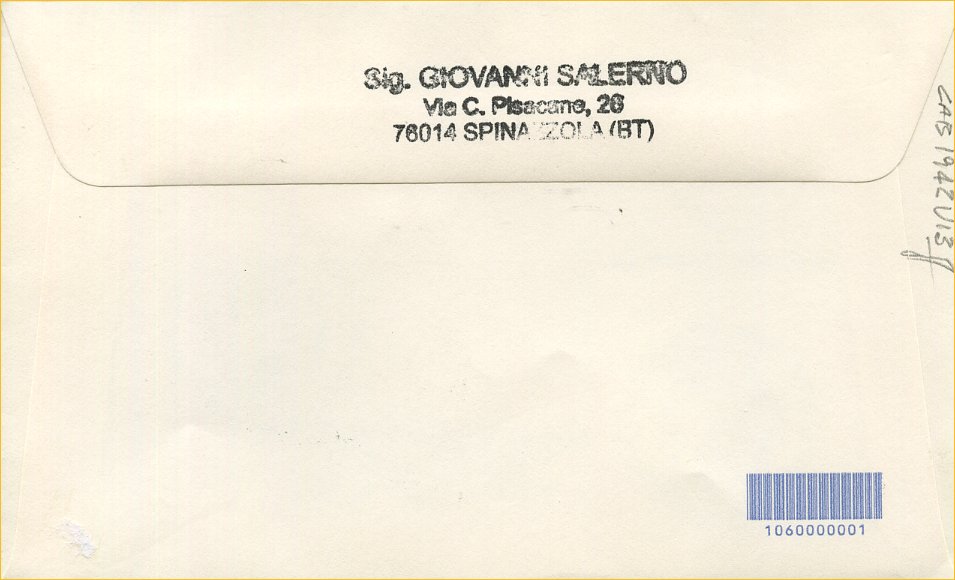 Sig. GIOVANNI SALERNO
Via C. Pisacane, 26
76014 SPINAZZOLA (BT)
1060000001